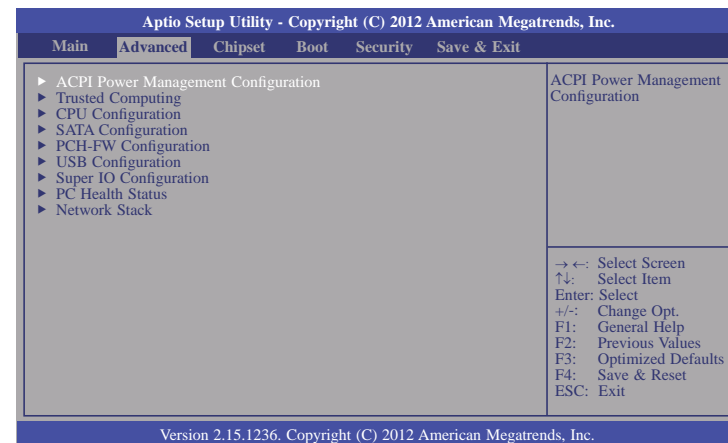 Aptio Setup Utility - Copyright (C) 2012 American Megatrends, Inc.
Main Advanced Chipset Boot Security Save & Exit
► ACPI Power Management Configuration
► Trusted Computing
► CPU Configuration
► SATA Configuration
► PCH-FW Configuration
► USB Configuration
► Super IO Configuration
► PC Health Status
► Network Stack
ACPI Power Management
Configuration
→ ←: Select Screen
↑↓: Select Item
Enter: Select
+/-: Change Opt.
F1: General Help
F2: Previous Values
F3: Optimized Defaults
F4: Save & Reset
ESC: Exit
Version 2.15.1236. Copyright (C) 2012 American Megatrends, Inc.